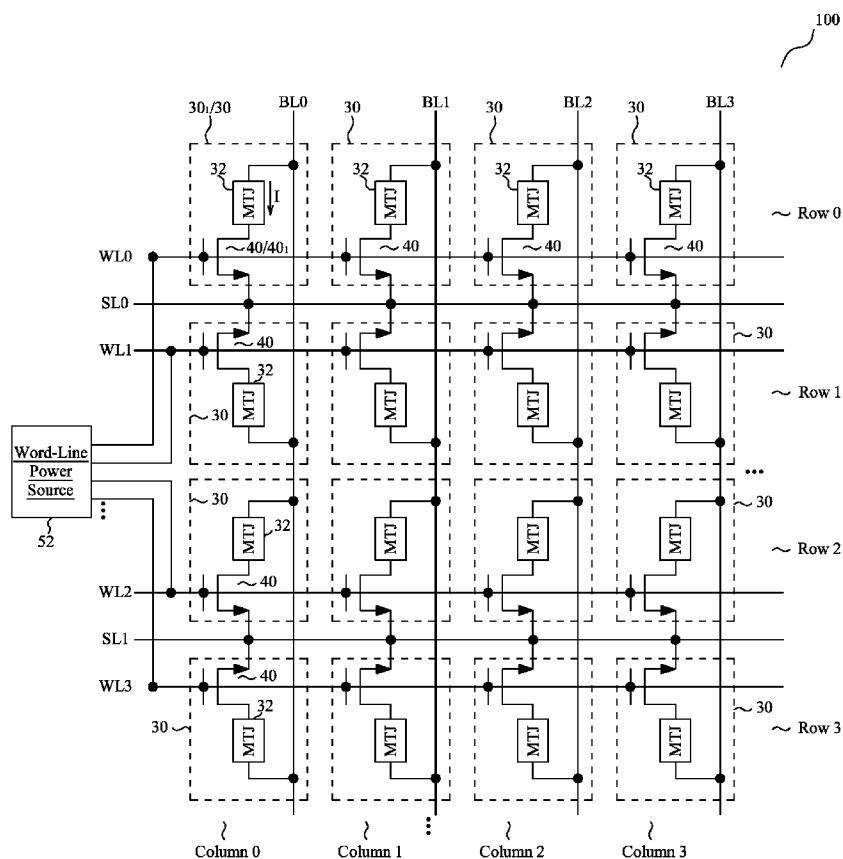 100
BL0 BL1 BL2 BL3
30₁/30 30 30 30
32 32 32 32
MTJ I MTJ MTJ MTJ
Row 0
40/40₁ 40 40 40
WL0
SL0
40 30
WL1
32
MTJ MTJ MTJ MTJ
Row 1
30
Word-Line
Power
Source
...
52
...
30 30
MTJ 32 MTJ MTJ MTJ
Row 2
40
WL2
SL1
40
WL3
32 30
30
MTJ MTJ MTJ MTJ
Row 3
...
Column 0 Column 1 Column 2 Column 3